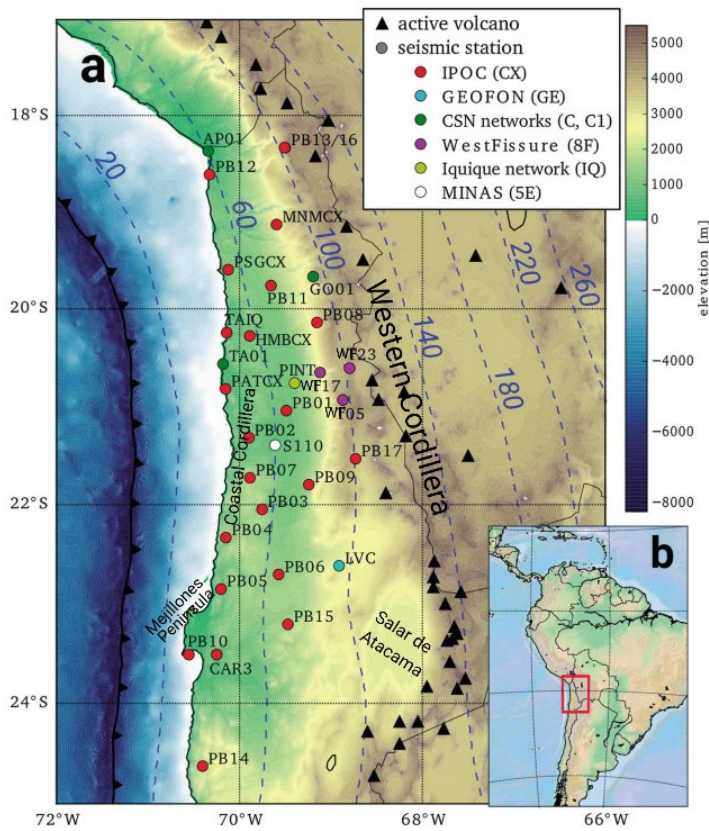 a
active volcano
seismic station
IPOC (CX)
GEOFON (GE)
CSN networks (C, C1)
WestFissure (8F)
Iquique network (IQ)
MINAS (5E)
5000
4000
3000
2000
1000
0
−2000
−4000
−6000
−8000
elevation [m]
18°S
20°S
22°S
24°S
72°W
70°W
68°W
66°W
20
60
100
140
180
220
260
AP01
PB12
PB13/16
MNMCX
PSGCX
PB11
GO01
PB08
TAIQ
HMBCX
TA01
PINT
WF23
WF17
PATCX
PB01
WF05
PB02
S110
PB17
PB07
PB09
PB03
PB04
PB06
LVC
PB05
PB15
PB10
CAR3
PB14
Western Cordillera
Coastal Cordillera
Mejillones
Peninsula
Salar de
Atacama
b